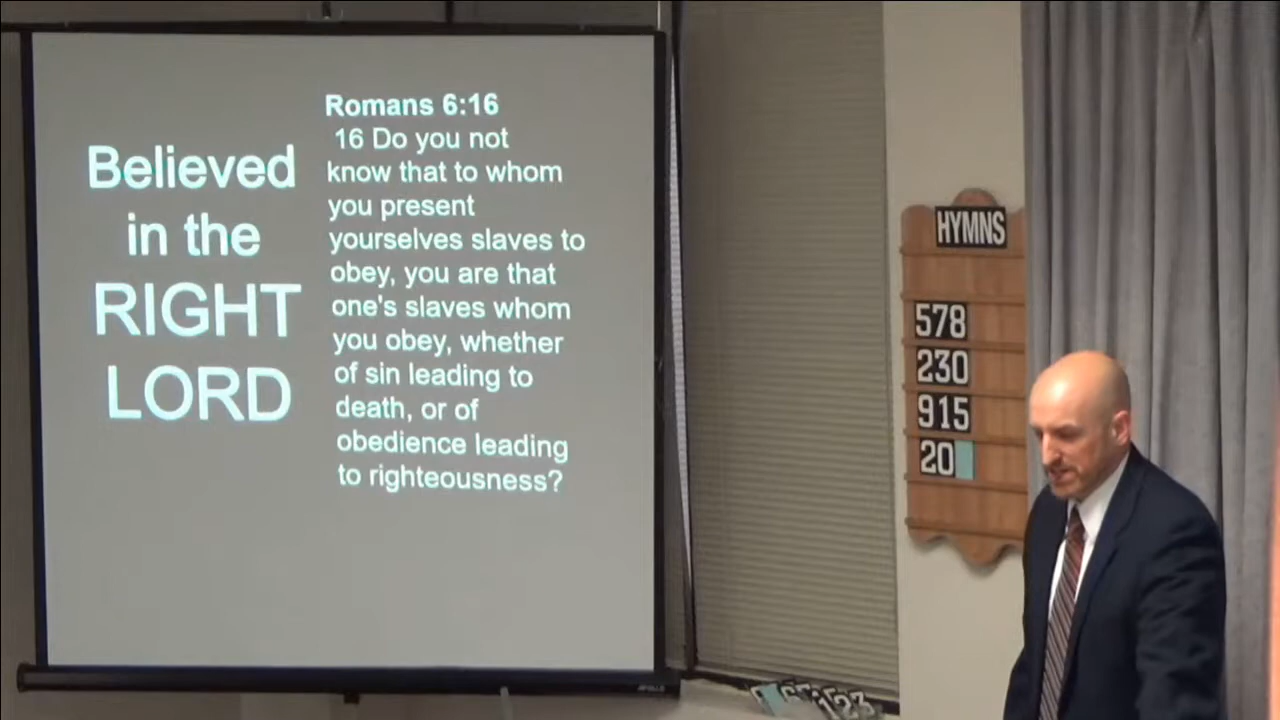 Believed
in the
RIGHT
LORD
Romans 6:16
16 Do you not
know that to whom
you present
yourselves slaves to
obey, you are that
one's slaves whom
you obey, whether
of sin leading to
death, or of
obedience leading
to righteousness?
HYMNS
578
230
915
20
APOLLO